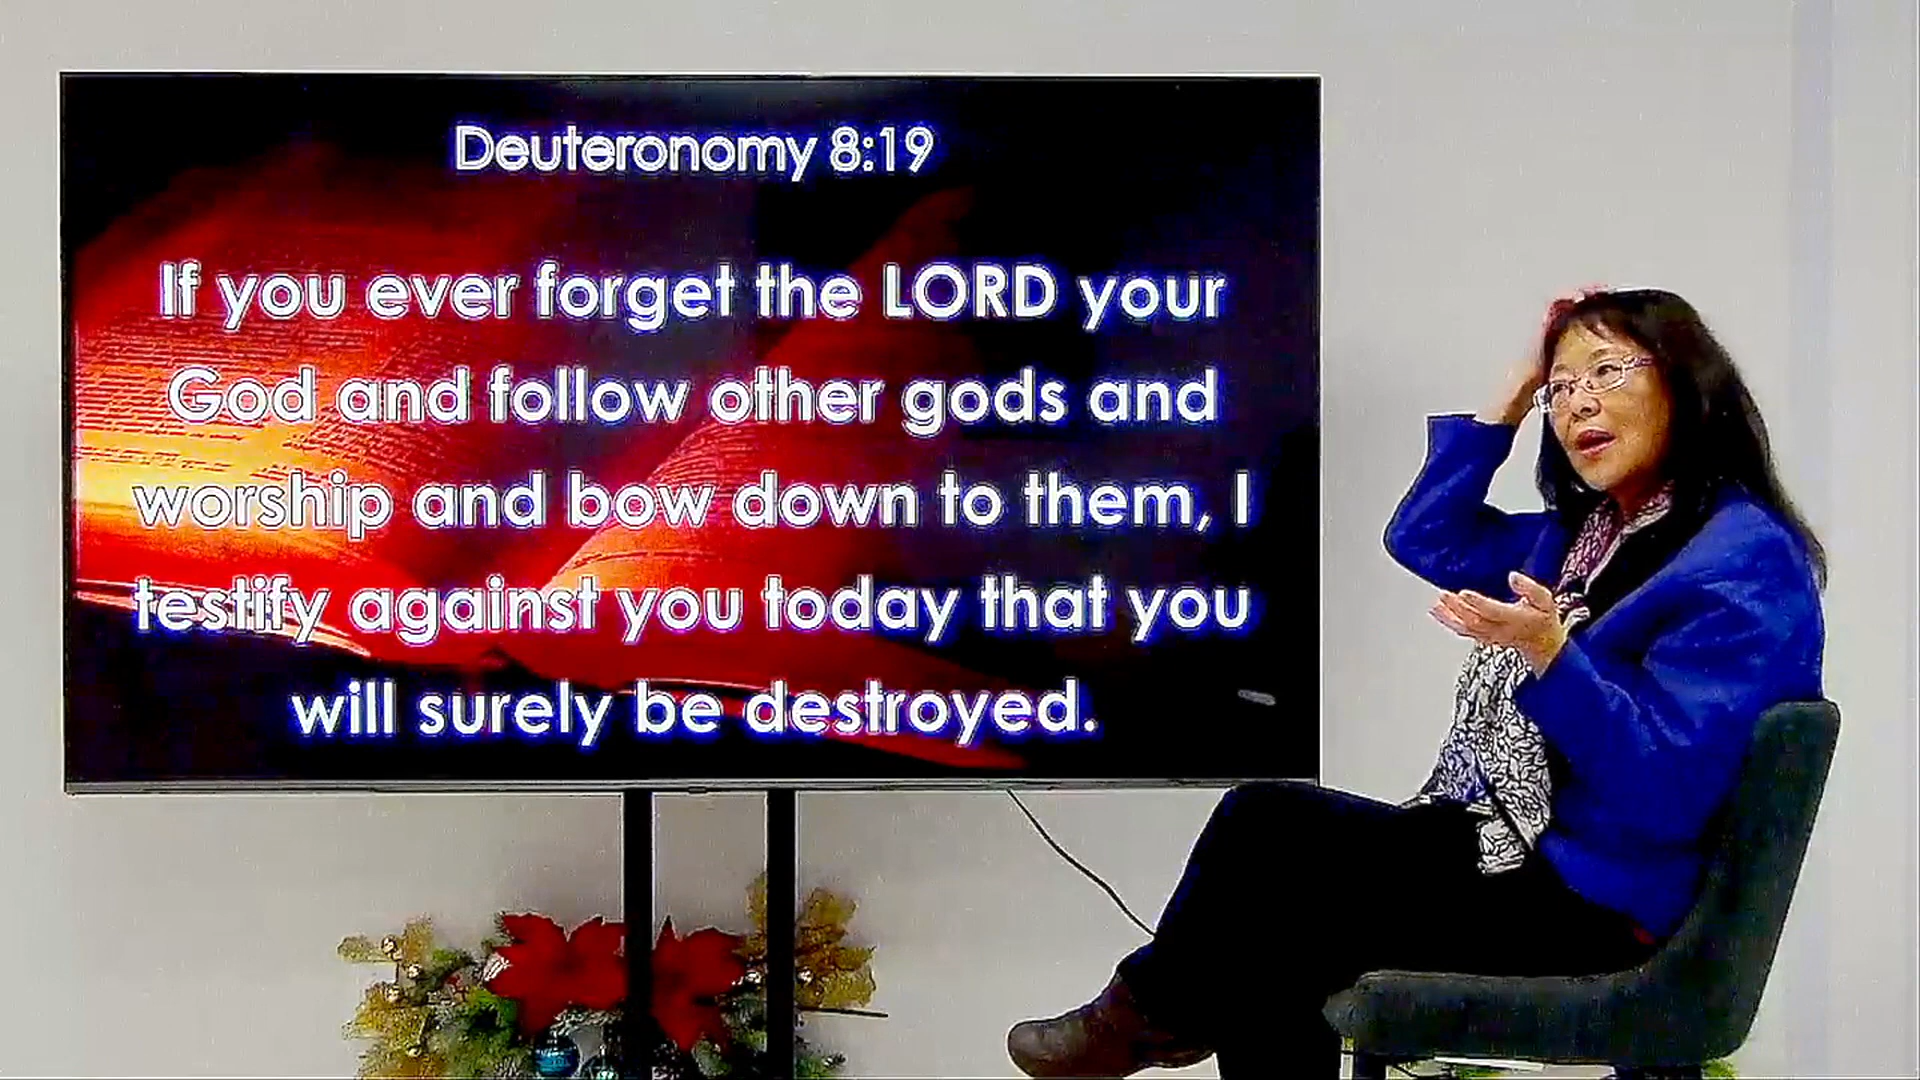 Deuteronomy 8:19
If you ever forget the LORD your
God and follow other gods and
worship and bow down to them, I
testify against you today that you
will surely be destroyed.